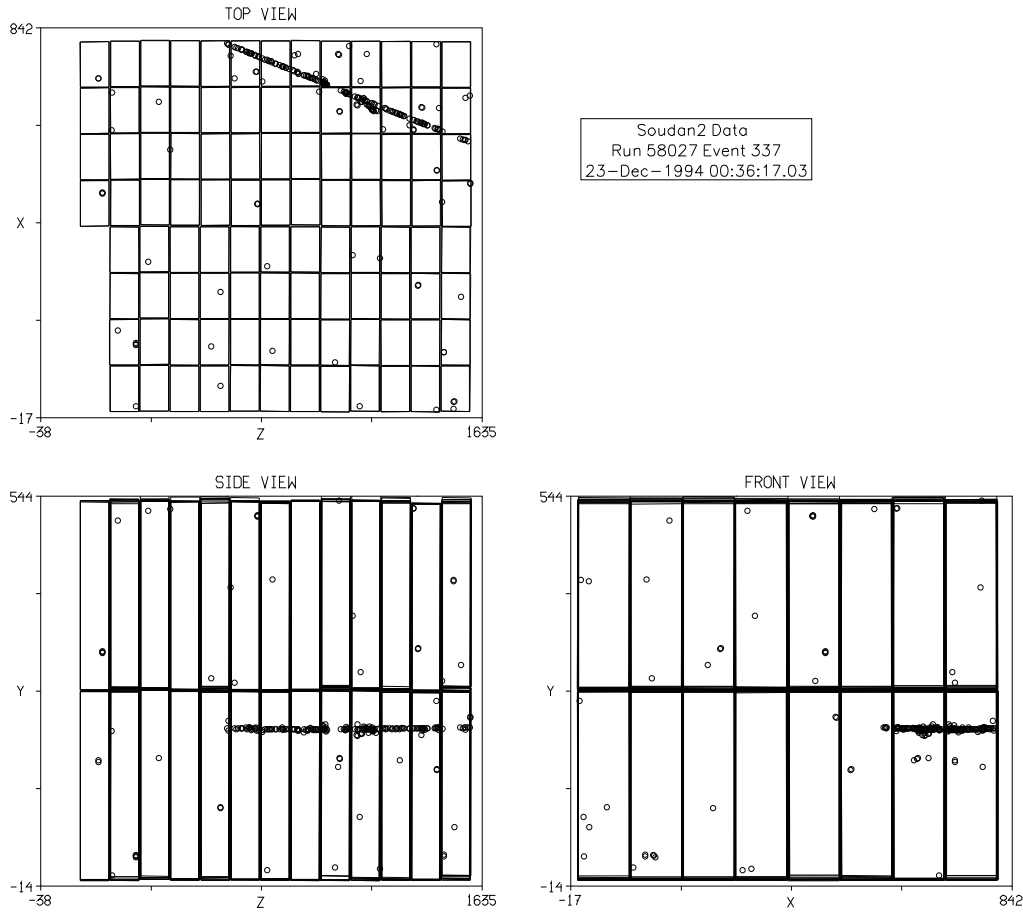 TOP VIEW
842
X
-17
-38
Z
1635
Soudan2 Data
Run 58027 Event 337
23-Dec-1994 00:36:17.03
SIDE VIEW
544
Y
-14
-38
Z
1635
FRONT VIEW
544
Y
-14
-17
X
842